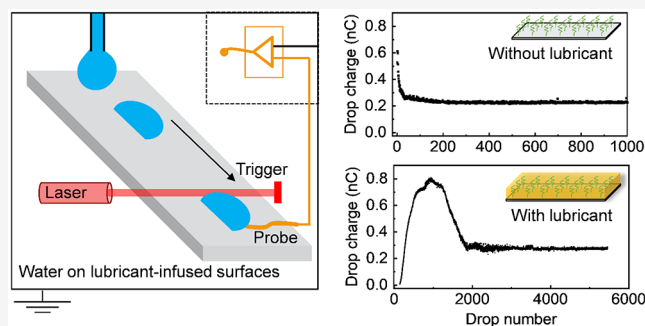 Laser
Trigger
Probe
Water on lubricant-infused surfaces
Drop charge (nC)
0.8
0.6
0.4
0.2
0.0
Without lubricant
0 200 400 600 800 1000
Drop charge (nC)
0.8
0.6
0.4
0.2
0.0
With lubricant
0 2000 4000 6000
Drop number